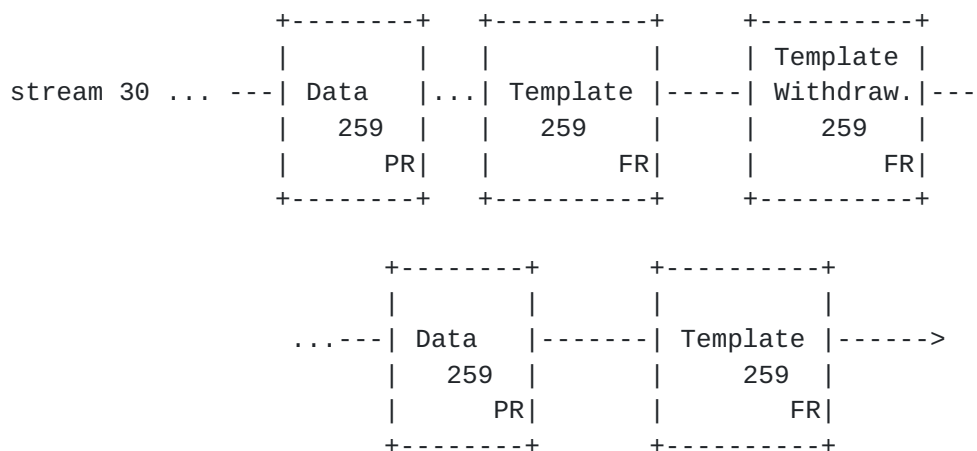 +--------+   +----------+     +----------+
|        |   |          |     | Template |
stream 30 ... ---| Data   |...| Template |-----| Withdraw.|---
|   259  |   |   259    |     |    259   |
|      PR|   |        FR|     |        FR|
+--------+   +----------+     +----------+
+--------+       +----------+
|        |       |          |
...---| Data   |-------| Template |------>
|   259  |       |    259   |
|      PR|       |        FR|
+--------+       +----------+